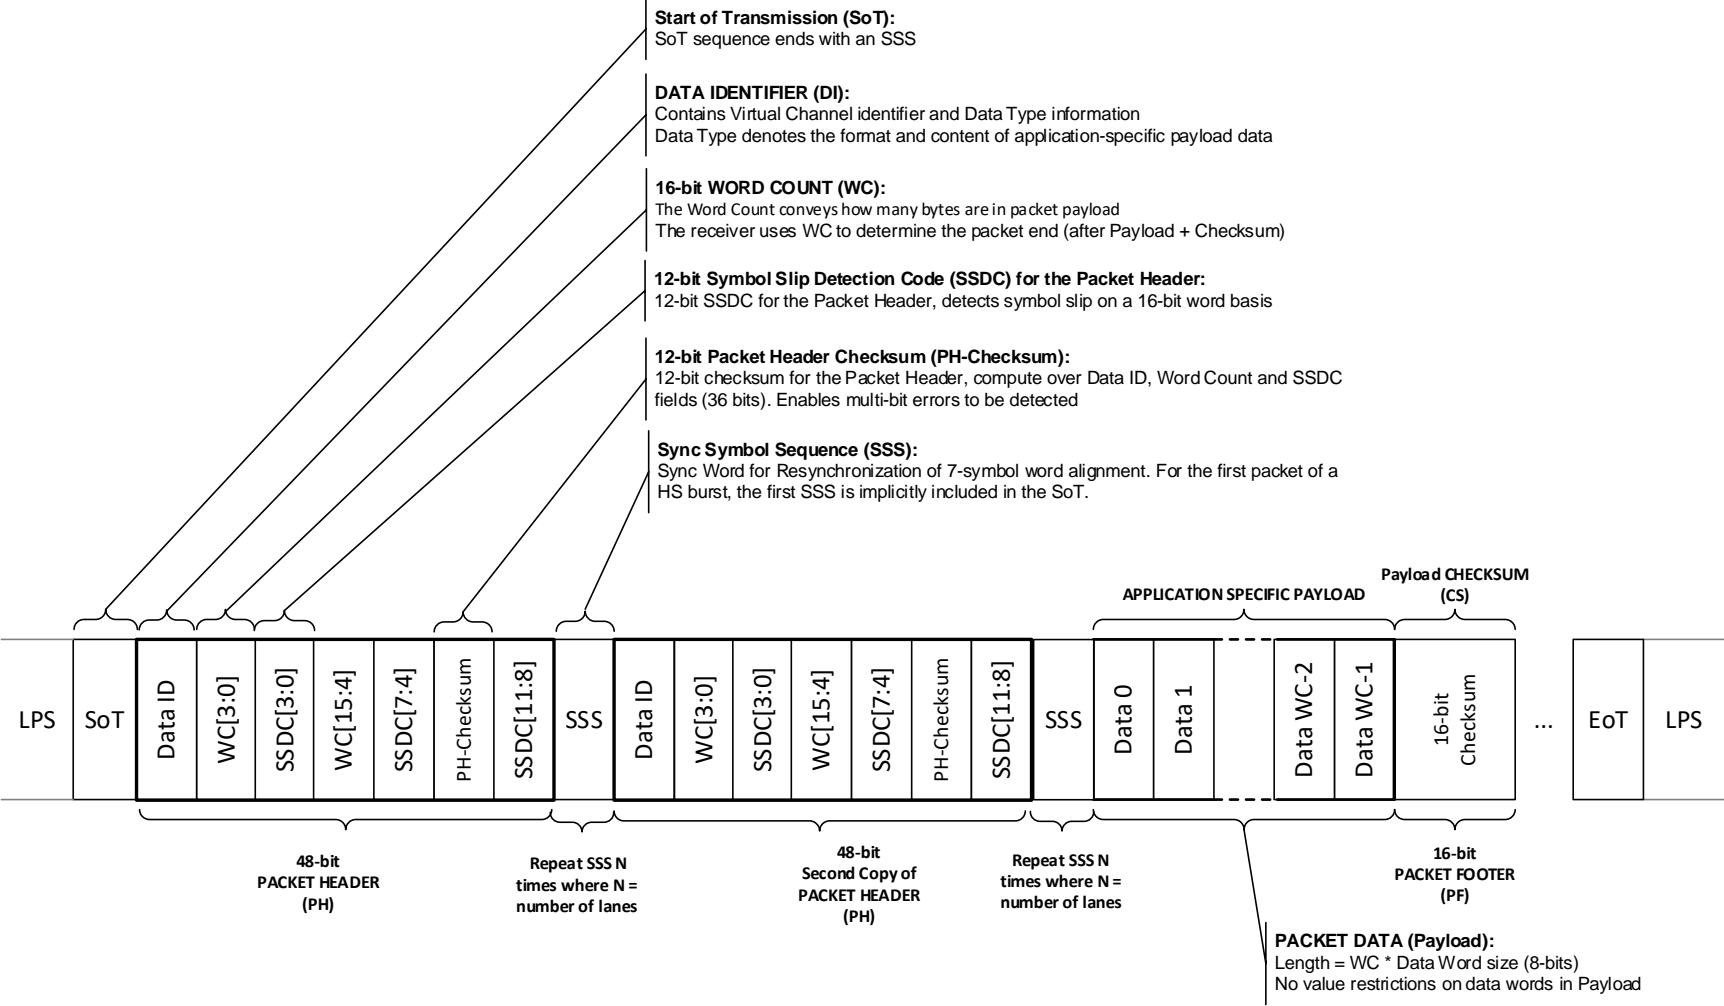 Start of Transmission (SoT):
SoT sequence ends with an SSS
DATA IDENTIFIER (DI):
Contains Virtual Channel identifier and Data Type information
Data Type denotes the format and content of application-specific payload data
16-bit WORD COUNT (WC):
The Word Count conveys how many bytes are in packet payload
The receiver uses WC to determine the packet end (after Payload + Checksum)
12-bit Symbol Slip Detection Code (SSDC) for the Packet Header:
12-bit SSDC for the Packet Header, detects symbol slip on a 16-bit word basis
12-bit Packet Header Checksum (PH-Checksum):
12-bit checksum for the Packet Header, compute over Data ID, Word Count and SSDC
fields (36 bits). Enables multi-bit errors to be detected
Sync Symbol Sequence (SSS):
Sync Word for Resynchronization of 7-symbol word alignment. For the first packet of a
HS burst, the first SSS is implicitly included in the SoT.
APPLICATION SPECIFIC PAYLOAD
Payload CHECKSUM
(CS)
LPS
SoT
Data ID
WC[3:0]
SSDC[3:0]
WC[15:4]
SSDC[7:4]
PH-Checksum
SSDC[11:8]
SSS
Data ID
WC[3:0]
SSDC[3:0]
WC[15:4]
SSDC[7:4]
PH-Checksum
SSDC[11:8]
SSS
Data 0
Data 1
Data WC-2
Data WC-1
16-bit
Checksum
...
EoT
LPS
48-bit
PACKET HEADER
(PH)
Repeat SSS N
times where N =
number of lanes
48-bit
Second Copy of
PACKET HEADER
(PH)
Repeat SSS N
times where N =
number of lanes
16-bit
PACKET FOOTER
(PF)
PACKET DATA (Payload):
Length = WC * Data Word size (8-bits)
No value restrictions on data words in Payload